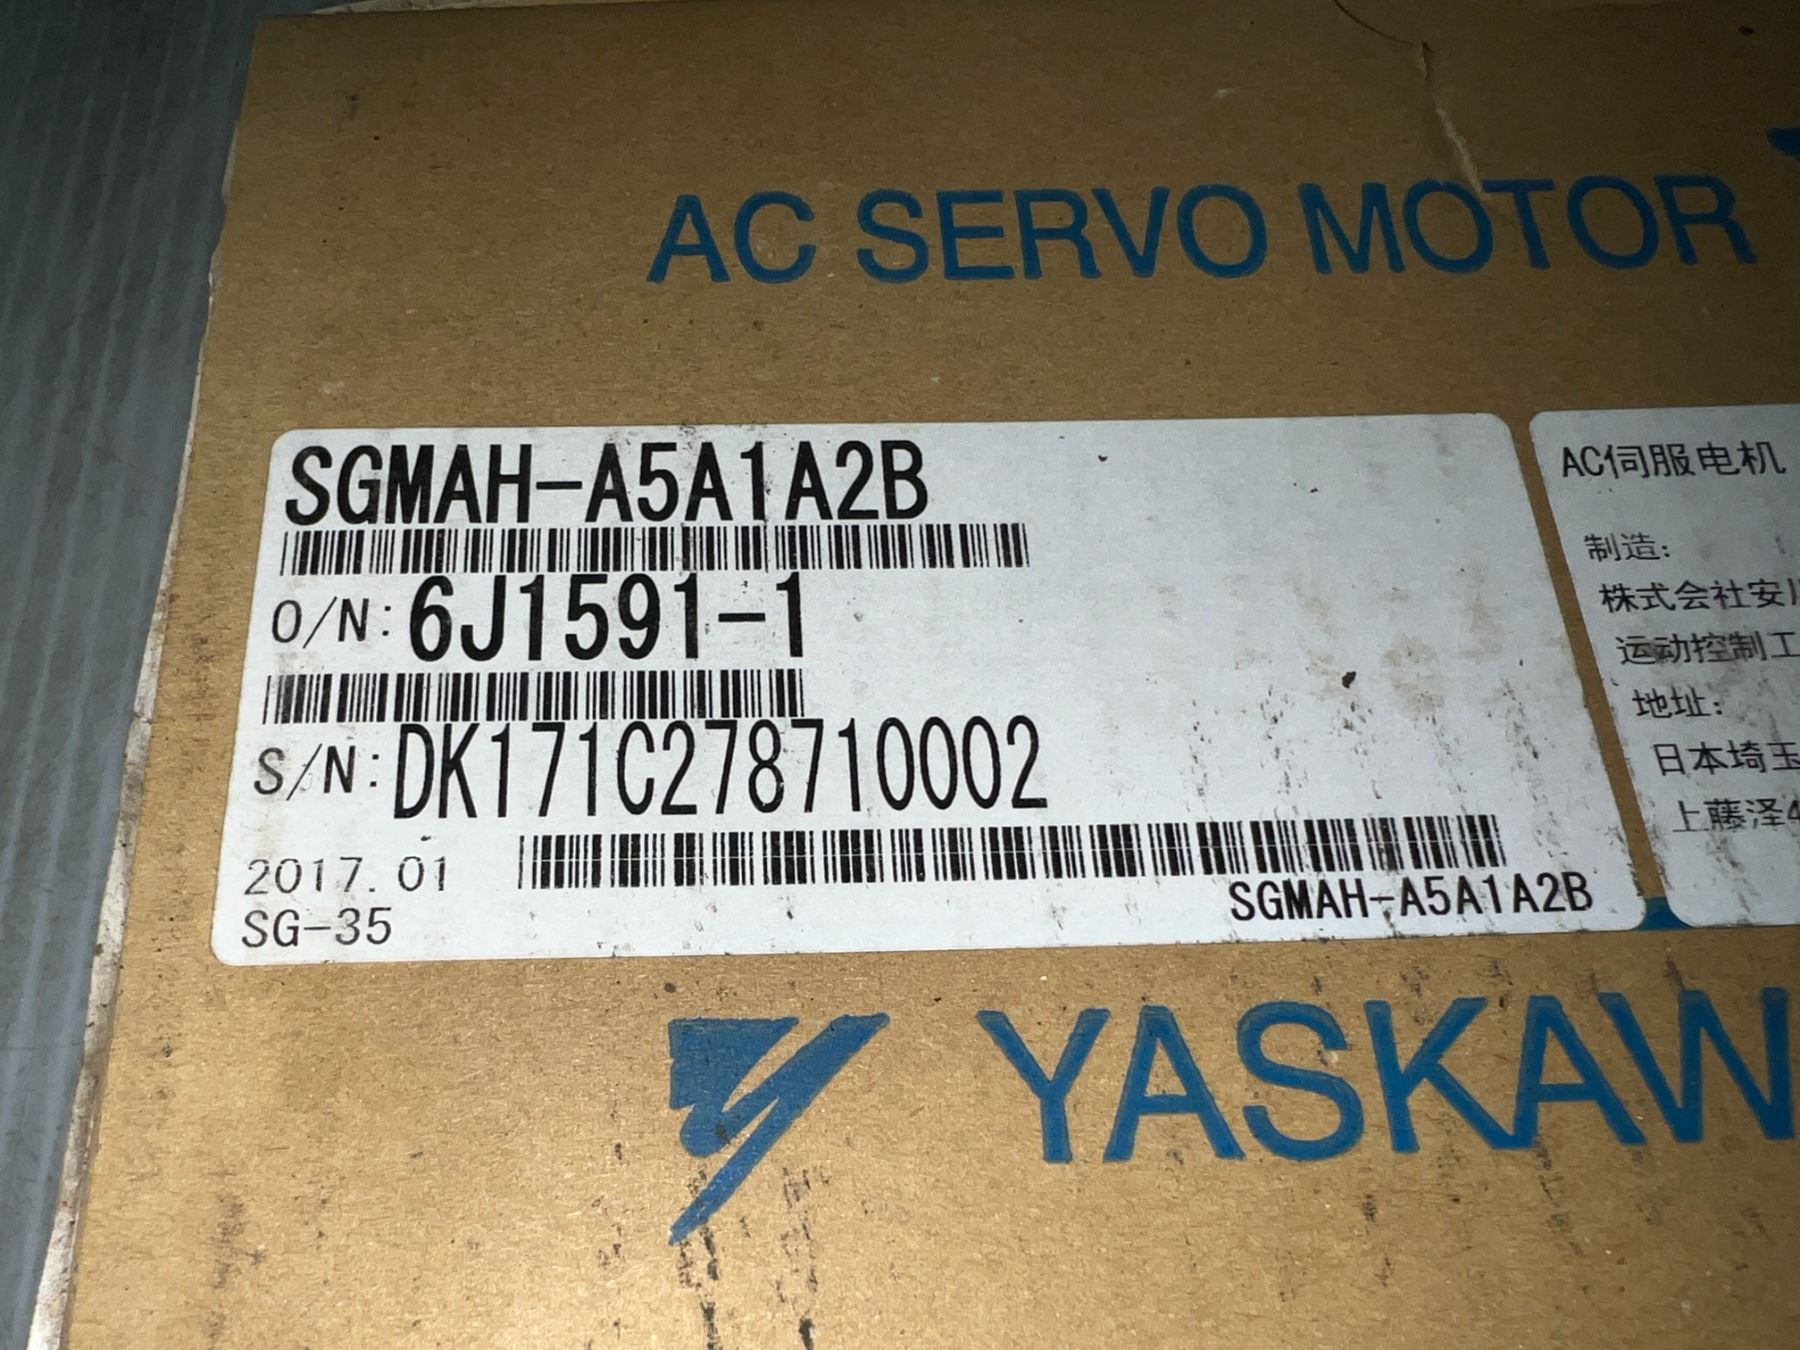 AC SERVO MOTOR
SGMAH-A5A1A2B
O/N: 6J1591-1
S/N: DK171C278710002
2017.01
SG-35
SGMAH-A5A1A2B
AC伺服电机
制造:
株式会社安川
运动控制工
地址:
日本埼玉
上藤泽4
YASKAW